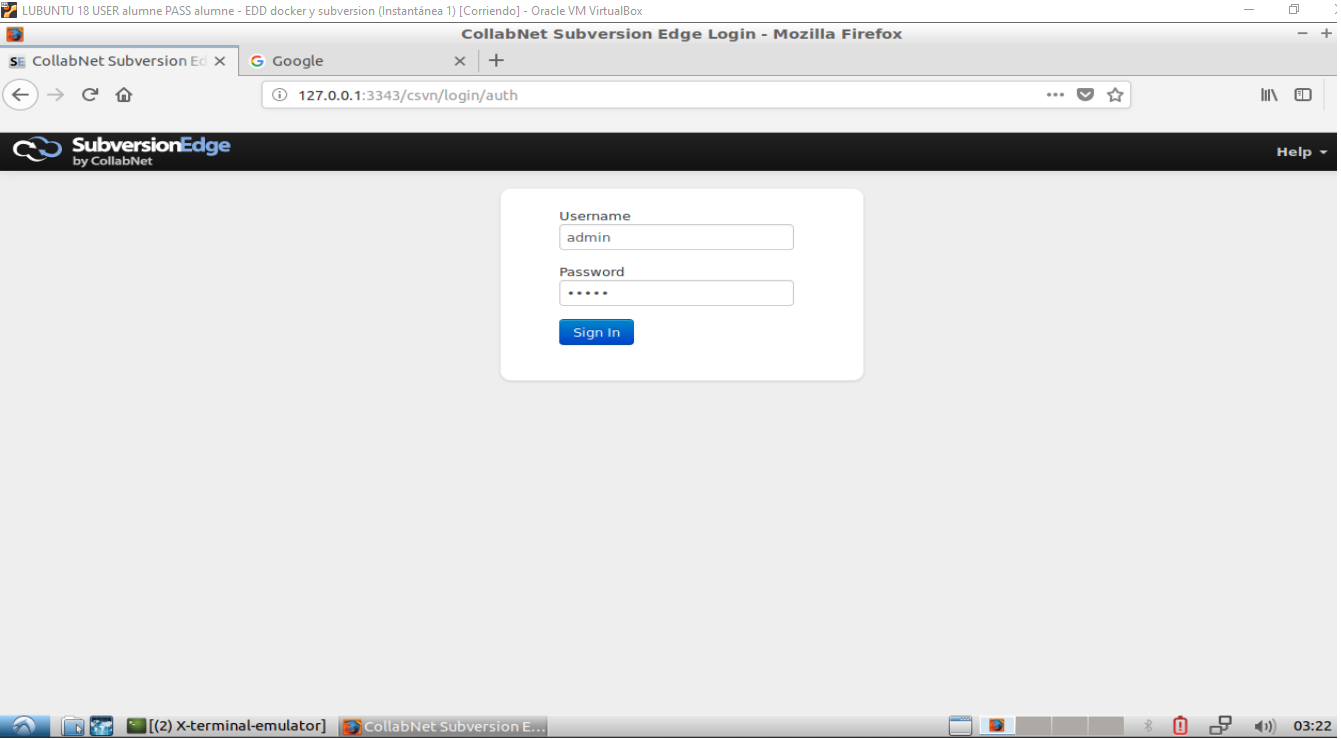 LUBUNTU 18 USER alumne PASS alumne - EDD docker y subversion (Instantánea 1) [Corriendo] - Oracle VM VirtualBox
CollabNet Subversion Edge Login - Mozilla Firefox
SE CollabNet Subversion Ed
G Google
127.0.0.1:3343/csvn/login/auth
SubversionEdge
by CollabNet
Help
Username
admin
Password
•••••
Sign In
[(2) X-terminal-emulator]
CollabNet Subversion E...
03:22